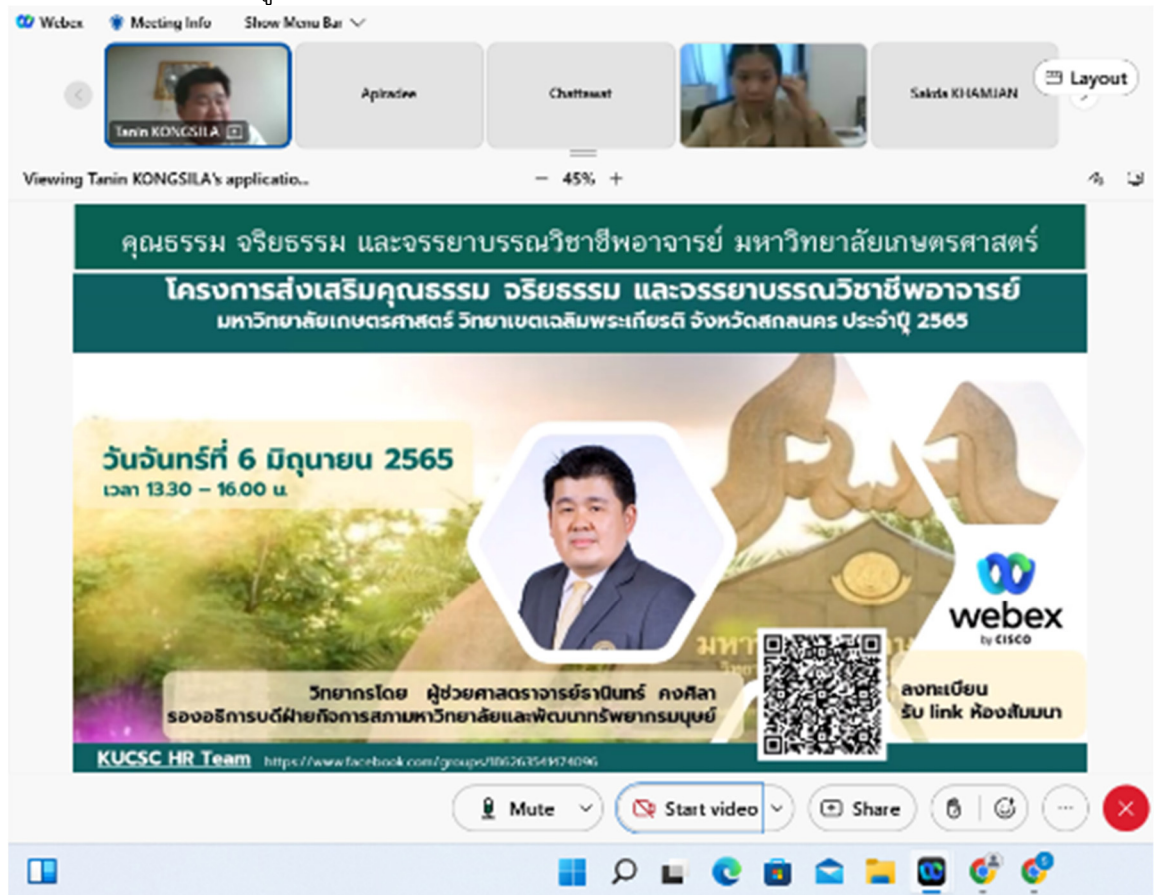 Webex Meeting Info Show Menu Bar
Layout
Tanin KONGSILA
Apiradee
Chattawat
Sakda KHAMJAN
Viewing Tanin KONGSILA's applicatio...
− 45% +
คุณธรรม จริยธรรม และจรรยาบรรณวิชาชีพอาจารย์ มหาวิทยาลัยเกษตรศาสตร์
โครงการส่งเสริมคุณธรรม จริยธรรม และจรรยาบรรณวิชาชีพอาจารย์
มหาวิทยาลัยเกษตรศาสตร์ วิทยาเขตเฉลิมพระเกียรติ จังหวัดสกลนคร ประจำปี 2565
วันจันทร์ที่ 6 มิถุนายน 2565
เวลา 13.30 – 16.00 น.
webex
by CISCO
วิทยากรโดย ผู้ช่วยศาสตราจารย์ธานินทร์ คงศิลา
รองอธิการบดีฝ่ายกิจการสภามหาวิทยาลัยและพัฒนาทรัพยากรมนุษย์
ลงทะเบียน
รับ link ห้องสัมมนา
KUCSC HR Team https://www.facebook.com/groups/186263541474096
Mute Start video Share